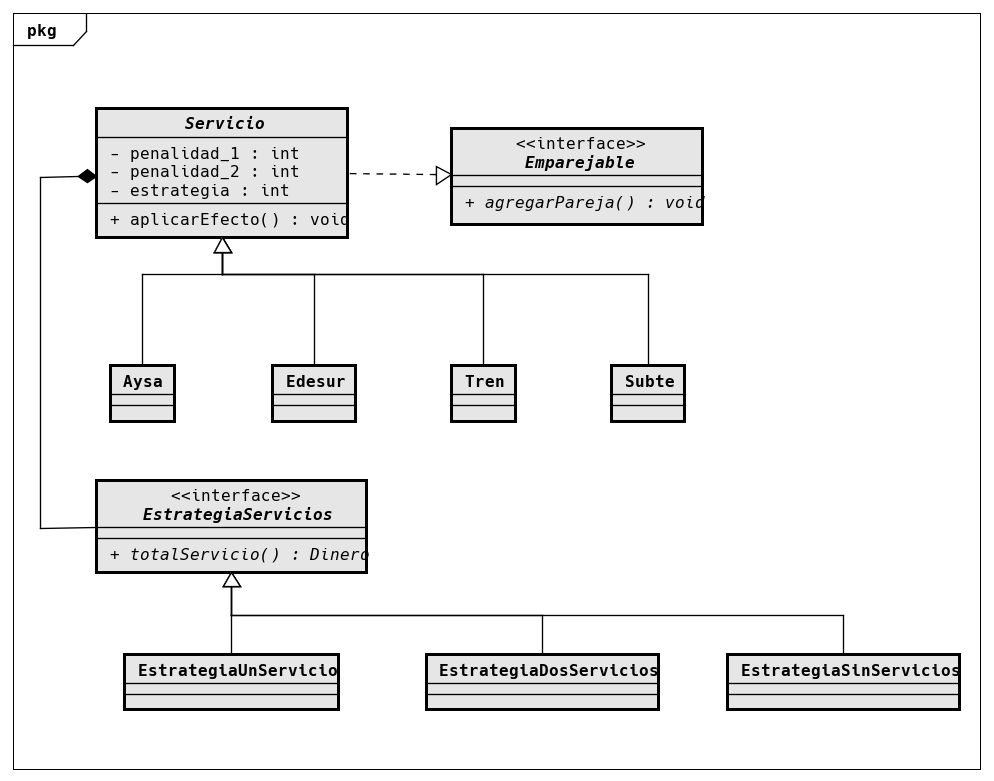 pkg
Servicio
- penalidad_1 : int
- penalidad_2 : int
- estrategia : int
+ aplicarEfecto() : void
<<interface>>
Emparejable
+ agregarPareja() : void
Aysa
Edesur
Tren
Subte
<<interface>>
EstrategiaServicios
+ totalServicio() : Dinero
EstrategiaUnServicio
EstrategiaDosServicios
EstrategiaSinServicios